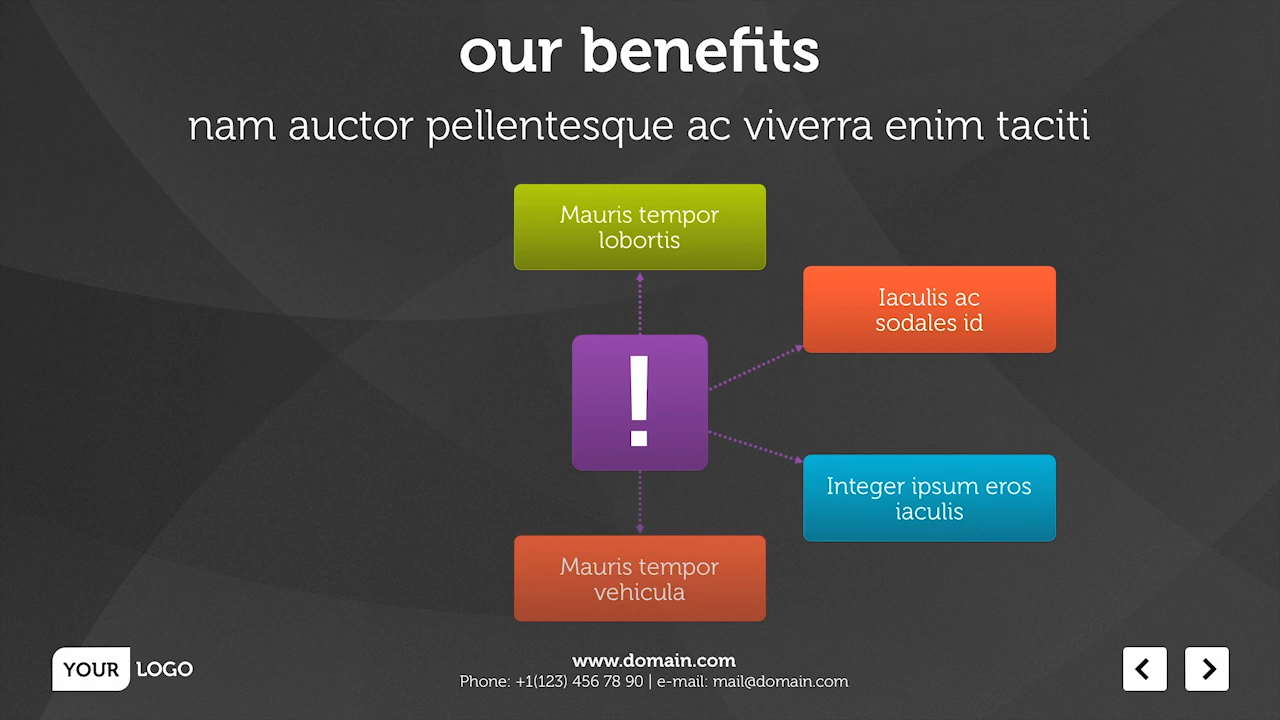 our benefits
nam auctor pellentesque ac viverra enim taciti
Mauris tempor
lobortis
Iaculis ac
sodales id
!
Integer ipsum eros
iaculis
Mauris tempor
vehicula
YOUR LOGO
www.domain.com
Phone: +1(123) 456 78 90 | e-mail: mail@domain.com